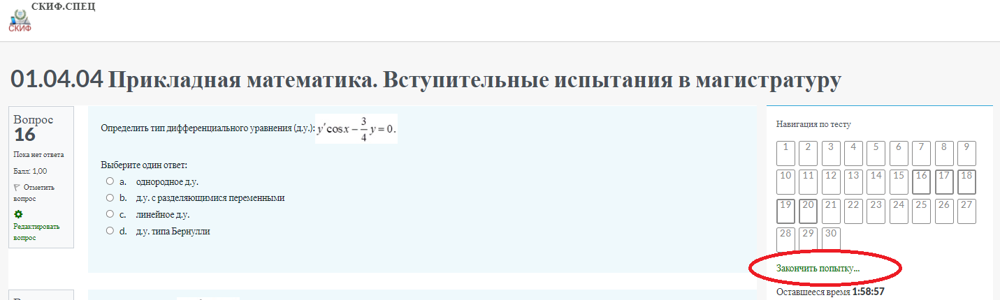 СКИФ.СПЕЦ
СКИФ
01.04.04 Прикладная математика. Вступительные испытания в магистратуру
Вопрос
16
Пока нет ответа
Балл: 1,00
Отметить
вопрос
Редактировать
вопрос
Определить тип дифференциального уравнения (д.у.): y′cosx − 3/4 y = 0.
Выберите один ответ:
a. однородное д.у.
b. д.у. с разделяющимися переменными
c. линейное д.у.
d. д.у. типа Бернулли
Навигация по тесту
1 2 3 4 5 6 7 8 9
10 11 12 13 14 15 16 17 18
19 20 21 22 23 24 25 26 27
28 29 30
Закончить попытку...
Оставшееся время 1:58:57